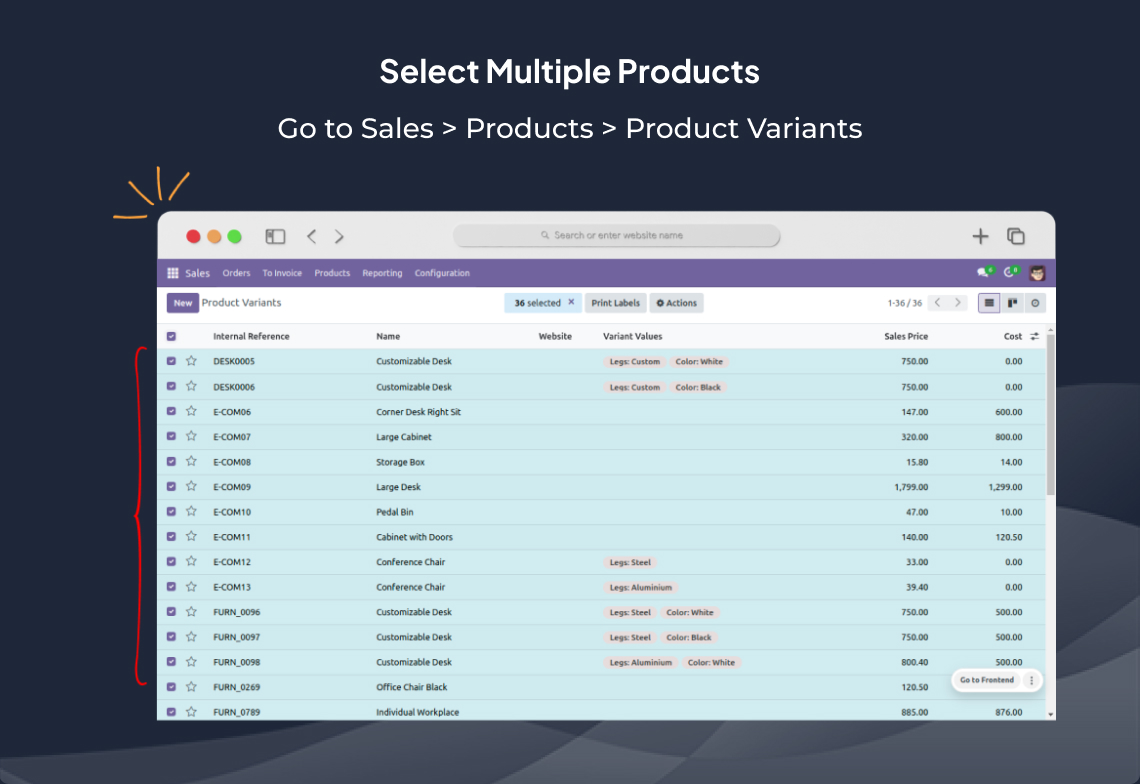 Select Multiple Products
Go to Sales > Products > Product Variants
Search or enter website name
Sales Orders To Invoice Products Reporting Configuration
New Product Variants 36 selected × Print Labels Actions 1-36 / 36
Internal Reference Name Website Variant Values Sales Price Cost
DESK0005 Customizable Desk Legs: Custom Color: White 750.00 0.00
DESK0006 Customizable Desk Legs: Custom Color: Black 750.00 0.00
E-COM06 Corner Desk Right Sit 147.00 600.00
E-COM07 Large Cabinet 320.00 800.00
E-COM08 Storage Box 15.80 14.00
E-COM09 Large Desk 1,799.00 1,299.00
E-COM10 Pedal Bin 47.00 10.00
E-COM11 Cabinet with Doors 140.00 120.50
E-COM12 Conference Chair Legs: Steel 33.00 0.00
E-COM13 Conference Chair Legs: Aluminium 39.40 0.00
FURN_0096 Customizable Desk Legs: Steel Color: White 750.00 500.00
FURN_0097 Customizable Desk Legs: Steel Color: Black 750.00 500.00
FURN_0098 Customizable Desk Legs: Aluminium Color: White 800.40 500.00
FURN_0269 Office Chair Black 120.50 Go to Frontend
FURN_0789 Individual Workplace 885.00 876.00